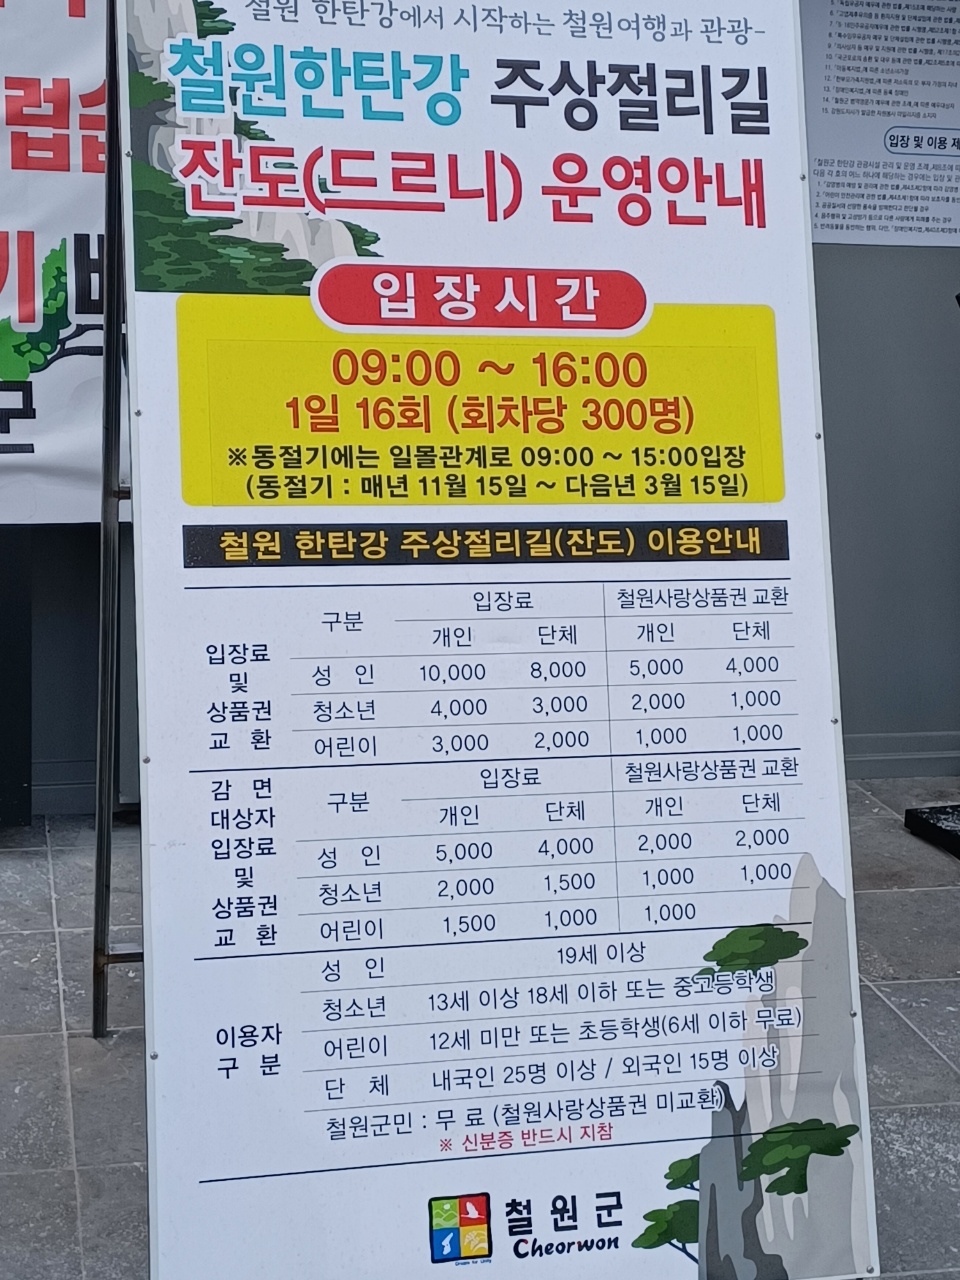 철원 한탄강에서 시작하는 철원여행과 관광-
철원한탄강 주상절리길
잔도(드르니) 운영안내
입장시간
09:00 ~ 16:00
1일 16회 (회차당 300명)
※동절기에는 일몰관계로 09:00 ~ 15:00입장
(동절기 : 매년 11월 15일 ~ 다음년 3월 15일)
철원 한탄강 주상절리길(잔도) 이용안내
입장료 및 상품권 교 환
구분 입장료 철원사랑상품권 교환
개인 단체 개인 단체
성 인 10,000 8,000 5,000 4,000
청소년 4,000 3,000 2,000 1,000
어린이 3,000 2,000 1,000 1,000
감 면 대상자 입장료 및 상품권 교 환
구분 입장료 철원사랑상품권 교환
개인 단체 개인 단체
성 인 5,000 4,000 2,000 2,000
청소년 2,000 1,500 1,000 1,000
어린이 1,500 1,000 1,000
이용자 구 분
성 인 19세 이상
청소년 13세 이상 18세 이하 또는 중고등학생
어린이 12세 미만 또는 초등학생(6세 이하 무료)
단 체 내국인 25명 이상 / 외국인 15명 이상
철원군민 : 무 료 (철원사랑상품권 미교환)
※ 신분증 반드시 지참
철원군
Cheorwon
럽습
기
군
입장 및 이용 제